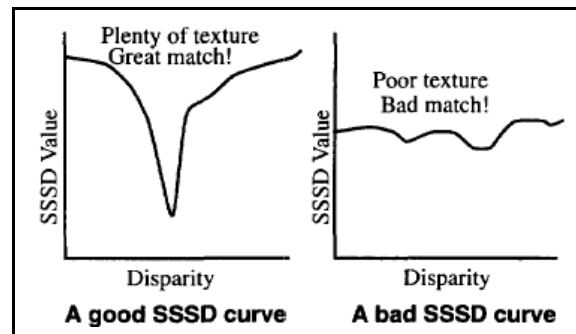 Plenty of texture
Great match!
SSSD Value
Disparity
A good SSSD curve
Poor texture
Bad match!
SSSD Value
Disparity
A bad SSSD curve